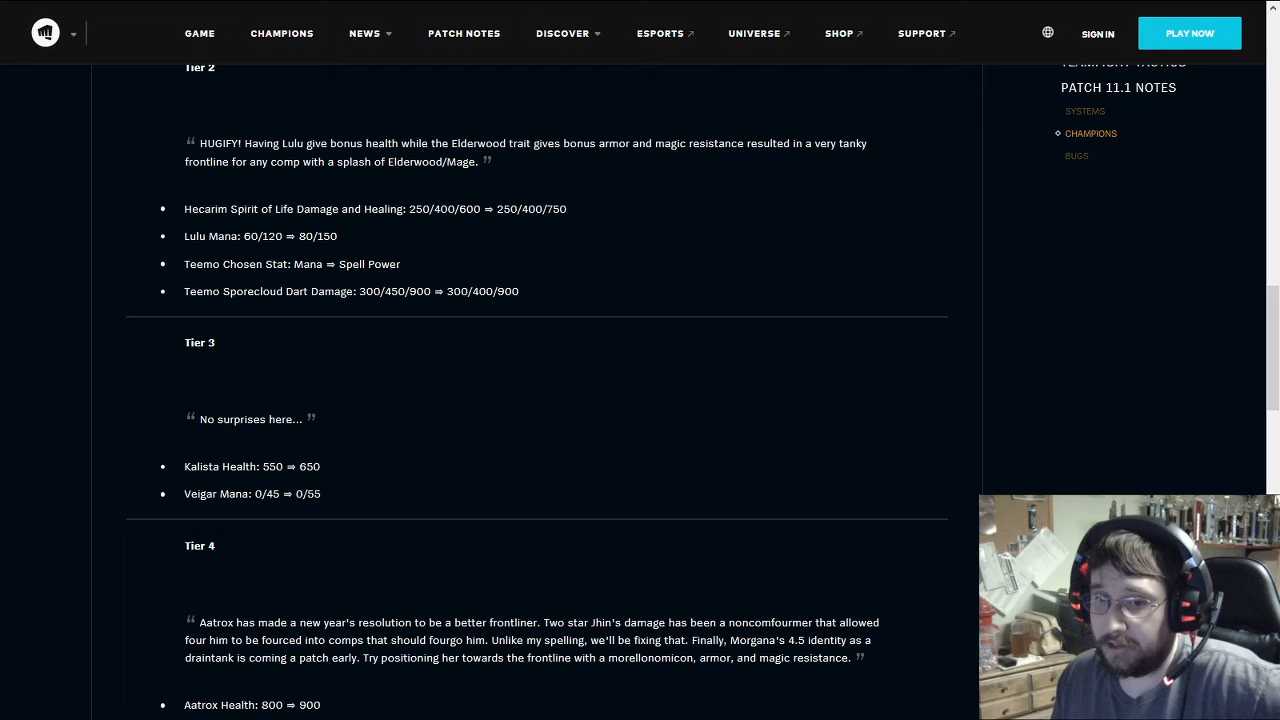 GAME CHAMPIONS NEWS PATCH NOTES DISCOVER ESPORTS UNIVERSE SHOP SUPPORT SIGN IN PLAY NOW
TEAMFIGHT TACTICS
PATCH 11.1 NOTES
SYSTEMS
CHAMPIONS
BUGS
Tier 2
“ HUGIFY! Having Lulu give bonus health while the Elderwood trait gives bonus armor and magic resistance resulted in a very tanky
frontline for any comp with a splash of Elderwood/Mage. ”
• Hecarim Spirit of Life Damage and Healing: 250/400/600 ⇒ 250/400/750
• Lulu Mana: 60/120 ⇒ 80/150
• Teemo Chosen Stat: Mana ⇒ Spell Power
• Teemo Sporecloud Dart Damage: 300/450/900 ⇒ 300/400/900
Tier 3
“ No surprises here... ”
• Kalista Health: 550 ⇒ 650
• Veigar Mana: 0/45 ⇒ 0/55
Tier 4
“ Aatrox has made a new year's resolution to be a better frontliner. Two star Jhin's damage has been a noncomfourmer that allowed
four him to be fourced into comps that should fourgo him. Unlike my spelling, we'll be fixing that. Finally, Morgana's 4.5 identity as a
draintank is coming a patch early. Try positioning her towards the frontline with a morellonomicon, armor, and magic resistance. ”
• Aatrox Health: 800 ⇒ 900